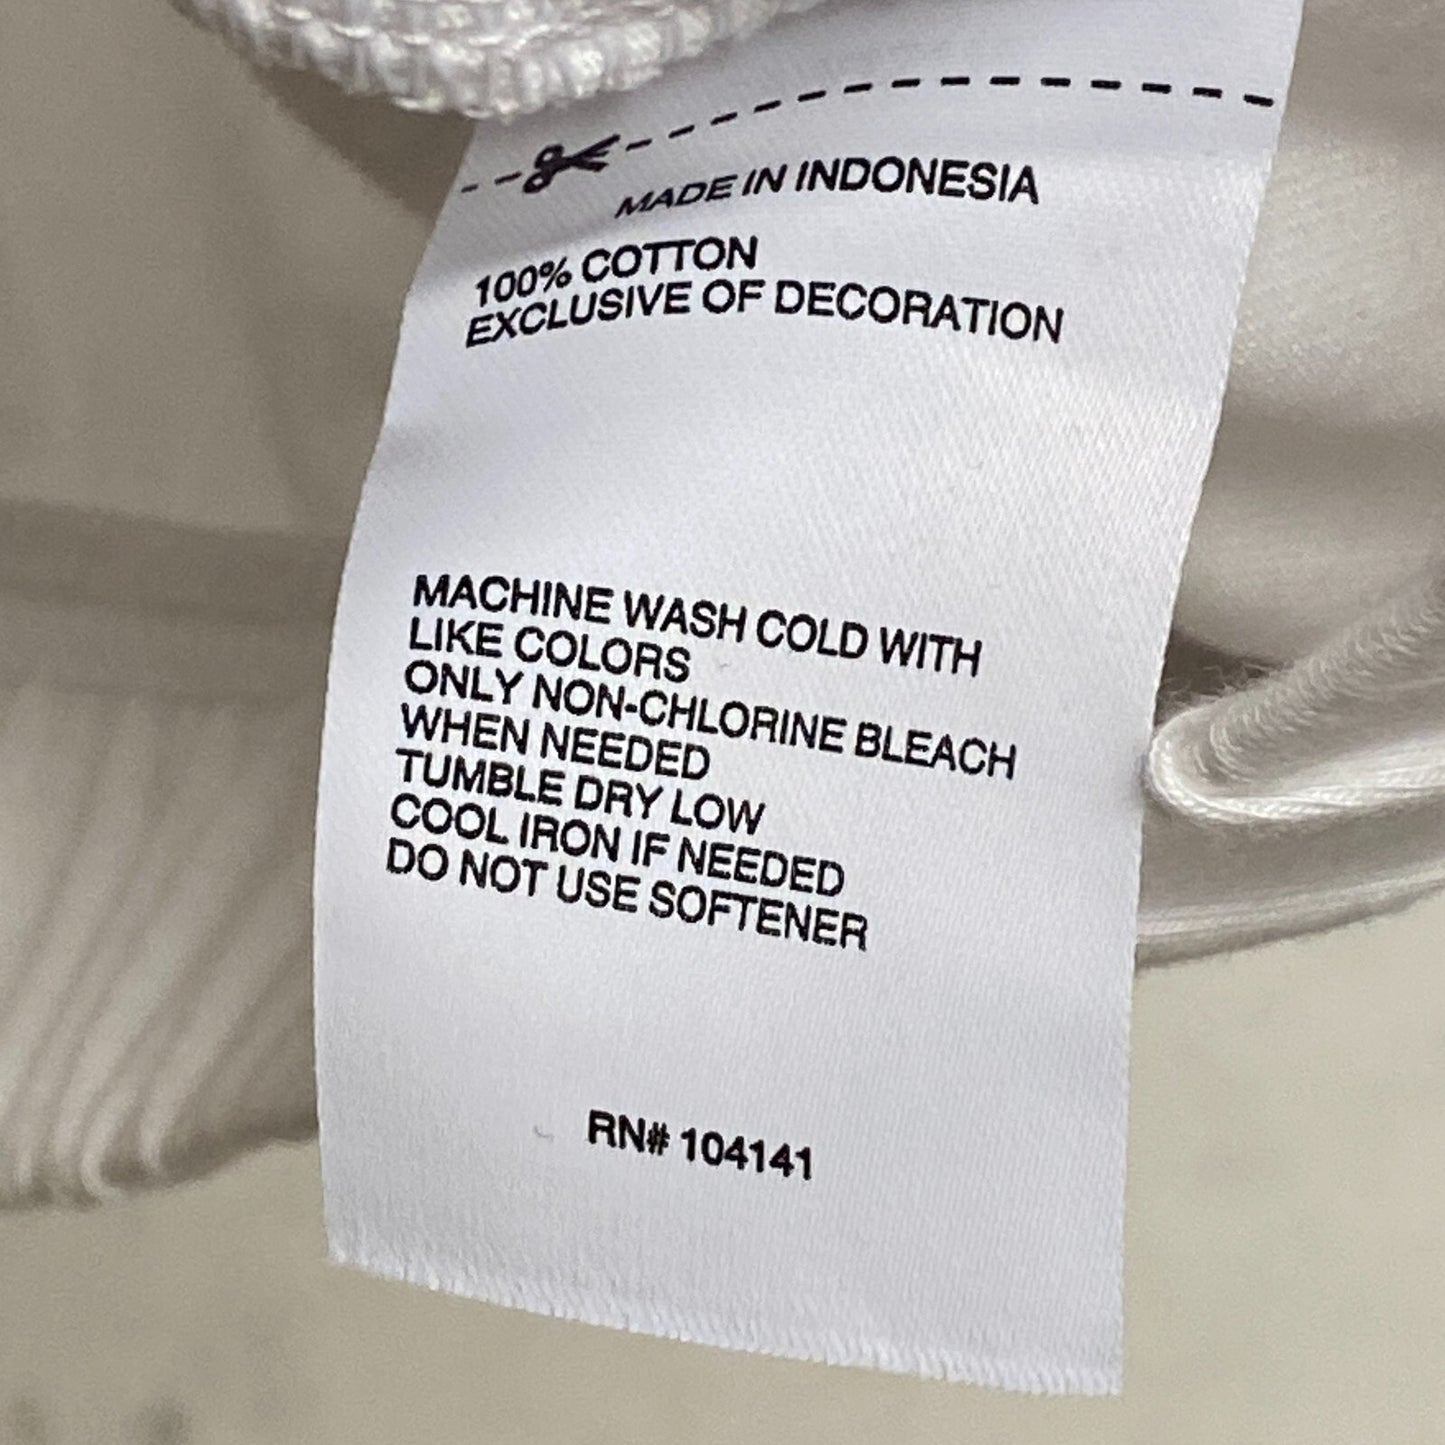 MADE IN INDONESIA
100% COTTON
EXCLUSIVE OF DECORATION
MACHINE WASH COLD WITH
LIKE COLORS
ONLY NON-CHLORINE BLEACH
WHEN NEEDED
TUMBLE DRY LOW
COOL IRON IF NEEDED
DO NOT USE SOFTENER
RN# 104141